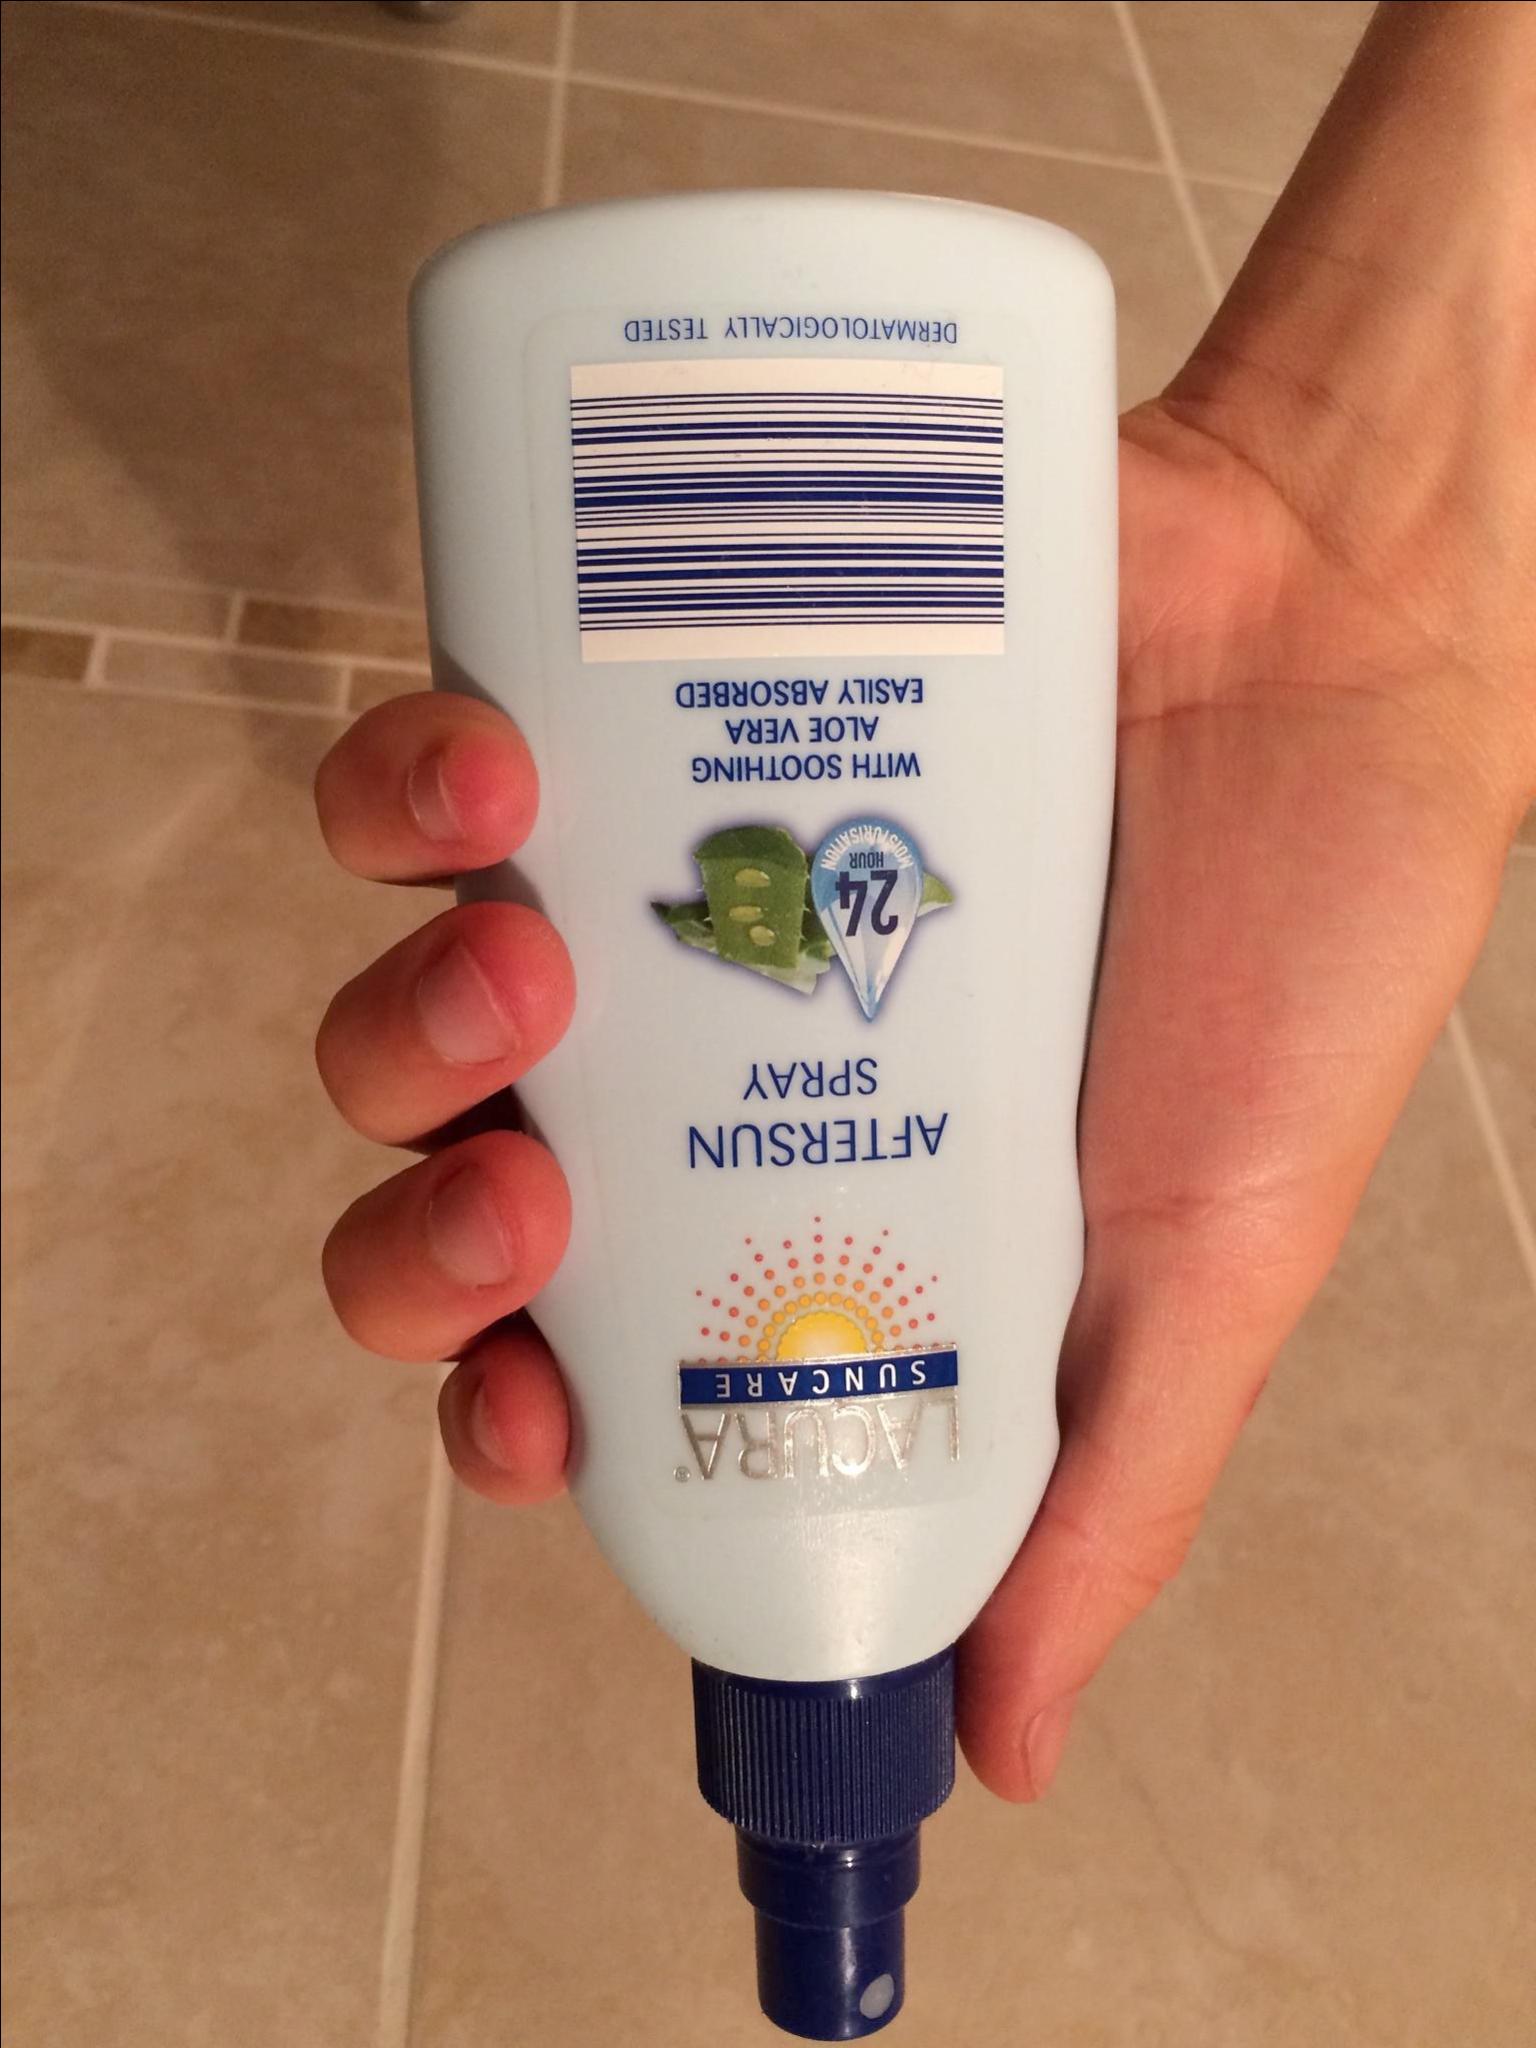 LACURA®
SUNCARE
AFTERSUN
SPRAY
24
HOUR
MOISTURISATION
WITH SOOTHING
ALOE VERA
EASILY ABSORBED
DERMATOLOGICALLY TESTED